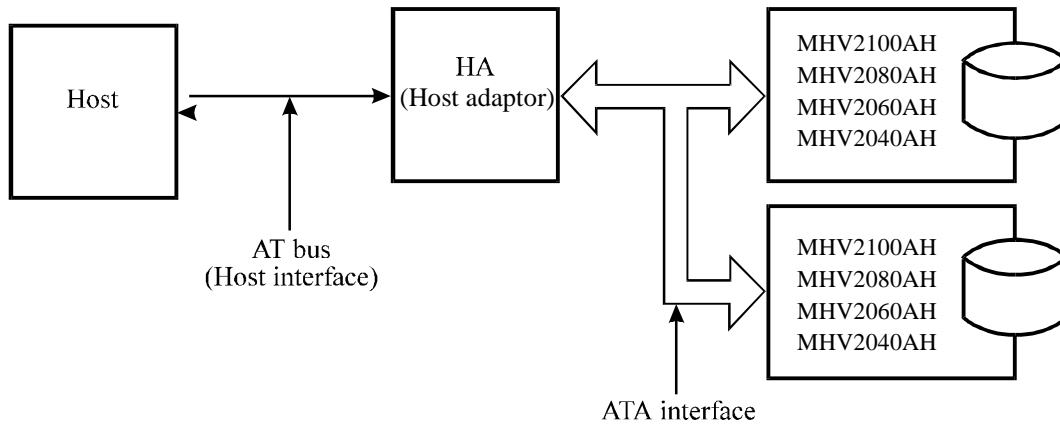 Host
AT bus
(Host interface)
HA
(Host adaptor)
MHV2100AH
MHV2080AH
MHV2060AH
MHV2040AH
MHV2100AH
MHV2080AH
MHV2060AH
MHV2040AH
ATA interface